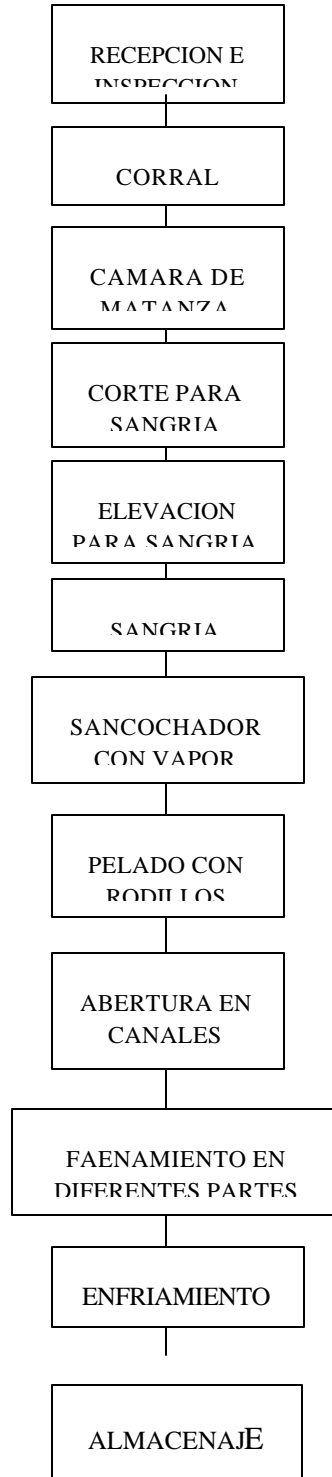 RECEPCION E
INSPECCION
CORRAL
CAMARA DE
MATANZA
CORTE PARA
SANGRIA
ELEVACION
PARA SANGRIA
SANGRIA
SANCOCHADOR
CON VAPOR
PELADO CON
RODILLOS
ABERTURA EN
CANALES
FAENAMIENTO EN
DIFERENTES PARTES
ENFRIAMIENTO
ALMACENAJE